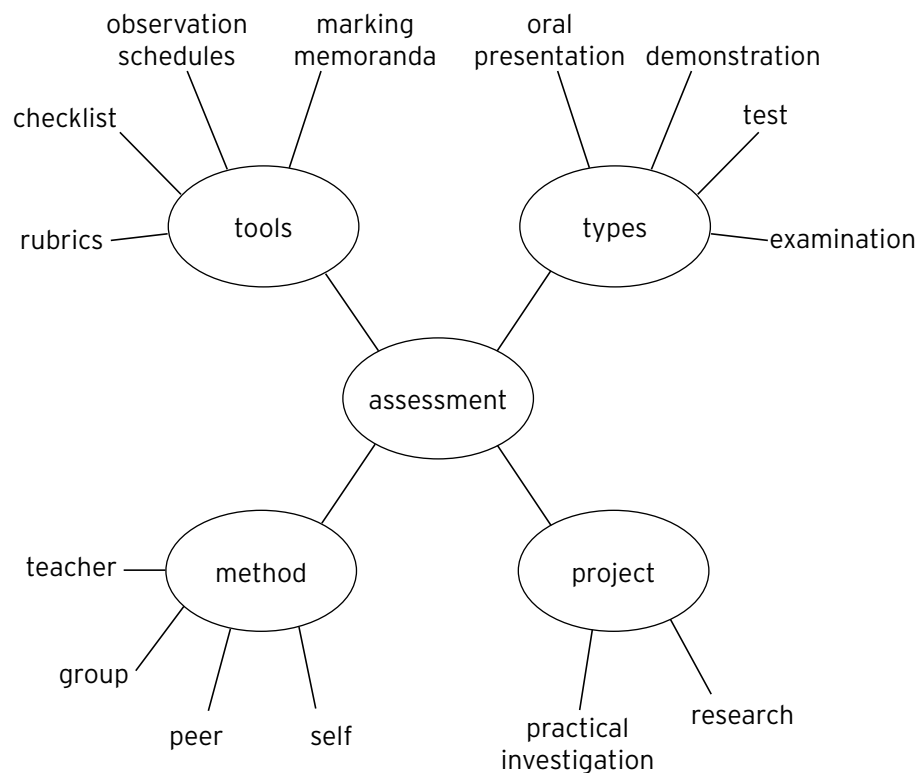 observation
schedules
marking
memoranda
oral
presentation
demonstration
checklist
test
rubrics
tools
types
examination
assessment
teacher
method
project
group
peer
self
practical
investigation
research